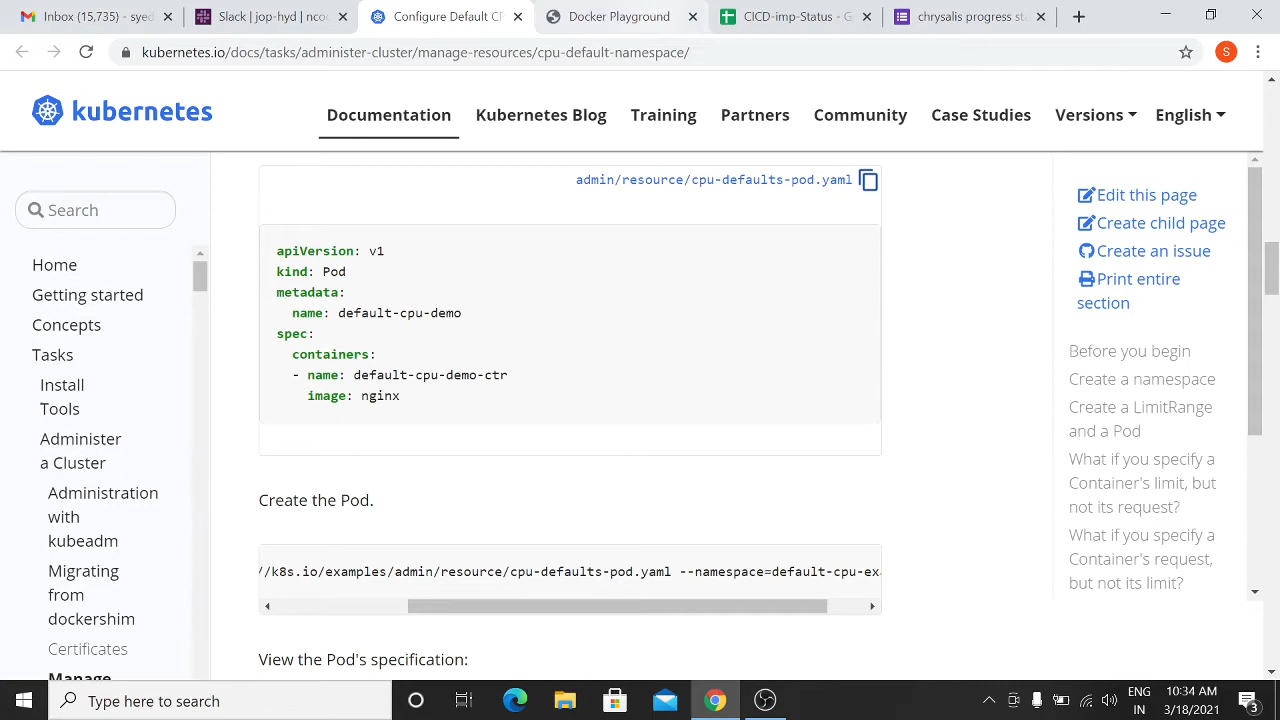 Inbox (15,735) - syed
Slack | jop-hyd | nco
Configure Default CP
Docker Playground
CICD-imp-Status - G
chrysalis progress st
kubernetes.io/docs/tasks/administer-cluster/manage-resources/cpu-default-namespace/
S
kubernetes
Documentation
Kubernetes Blog
Training
Partners
Community
Case Studies
Versions
English
Search
Home
Getting started
Concepts
Tasks
Install
Tools
Administer
a Cluster
Administration
with
kubeadm
Migrating
from
dockershim
Certificates
Manage
admin/resource/cpu-defaults-pod.yaml
apiVersion: v1
kind: Pod
metadata:
name: default-cpu-demo
spec:
containers:
- name: default-cpu-demo-ctr
image: nginx
Create the Pod.
//k8s.io/examples/admin/resource/cpu-defaults-pod.yaml --namespace=default-cpu-ex
View the Pod's specification:
Edit this page
Create child page
Create an issue
Print entire
section
Before you begin
Create a namespace
Create a LimitRange
and a Pod
What if you specify a
Container's limit, but
not its request?
What if you specify a
Container's request,
but not its limit?
Type here to search
ENG
IN
10:34 AM
3/18/2021
3